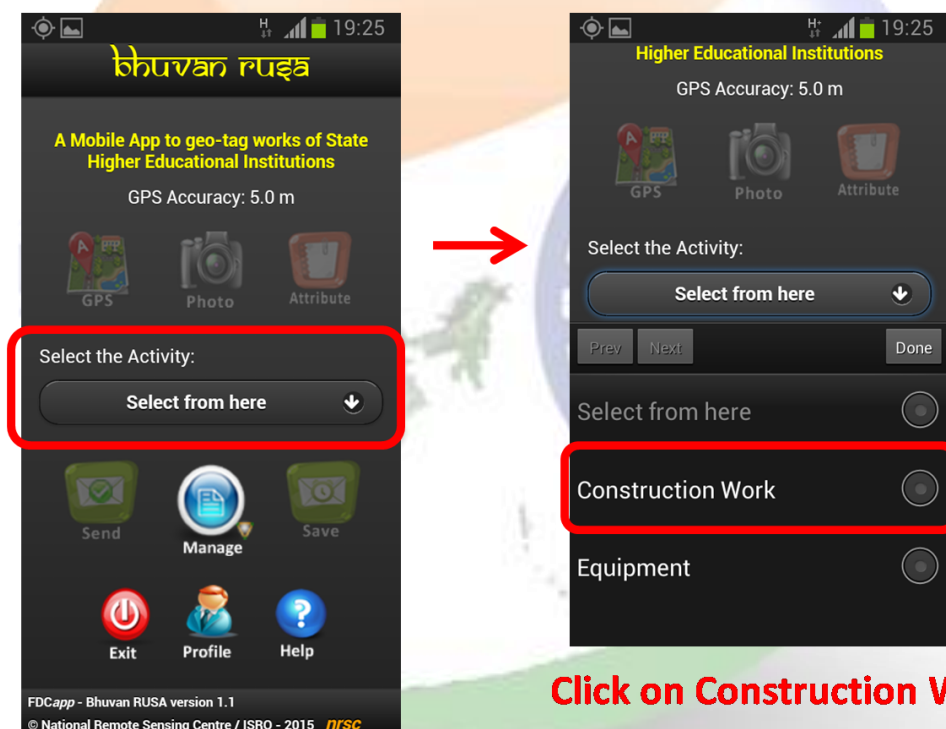 19:25
bhuvan rusa
A Mobile App to geo-tag works of State
Higher Educational Institutions
GPS Accuracy: 5.0 m
GPS
Photo
Attribute
Select the Activity:
Select from here
Send
Manage
Save
Exit
Profile
Help
FDCapp - Bhuvan RUSA version 1.1
© National Remote Sensing Centre / ISRO - 2015 nrsc
H
H+
19:25
Higher Educational Institutions
GPS Accuracy: 5.0 m
GPS
Photo
Attribute
Select the Activity:
Select from here
Prev Next Done
Select from here
Construction Work
Equipment
Click on Construction